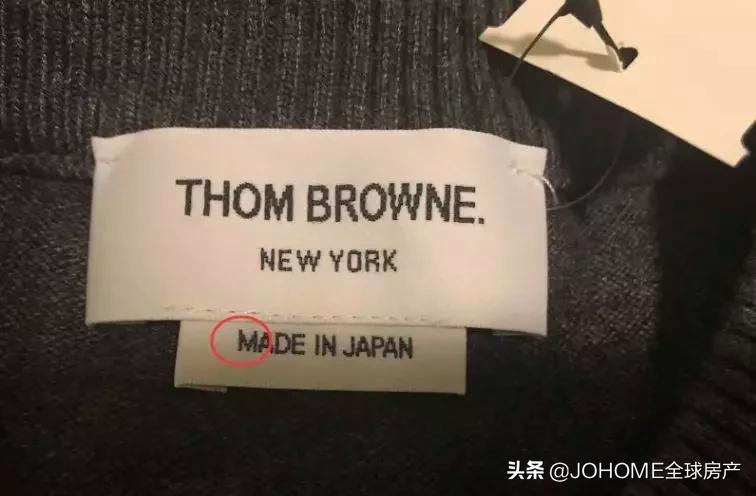 THOM BROWNE.
NEW YORK
MADE IN JAPAN
头条 @JOHOME全球房产